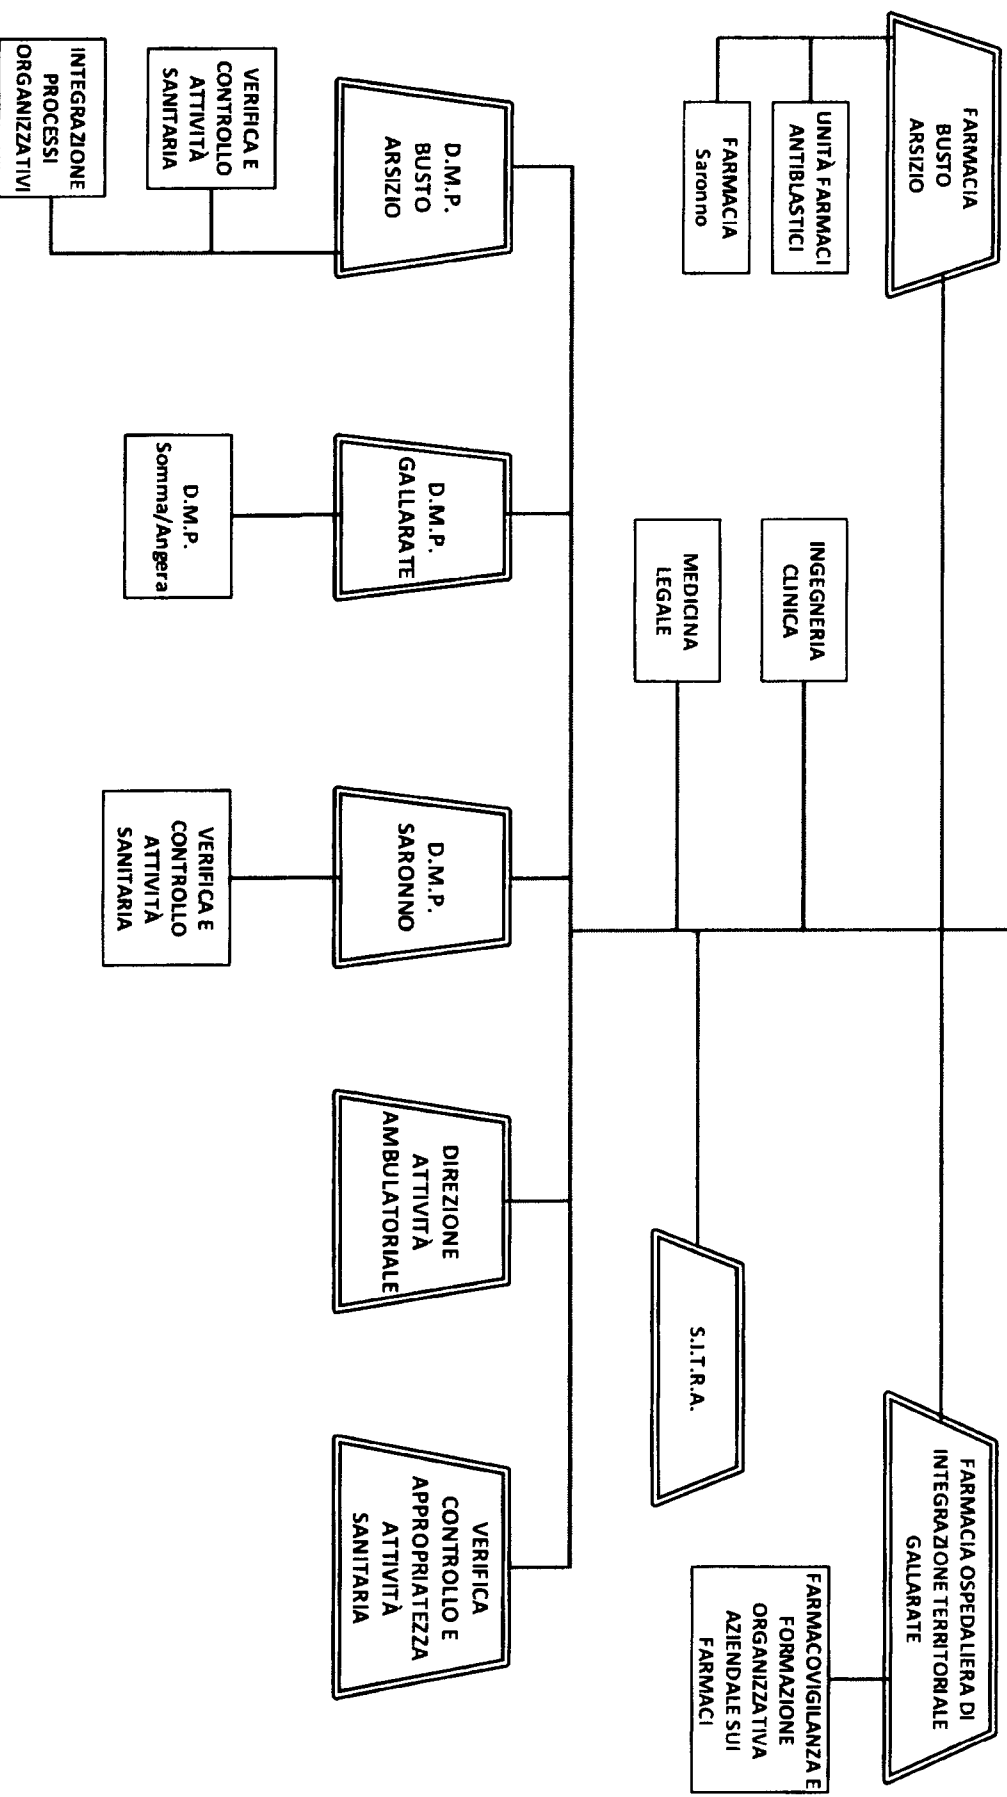 FARMACIA
BUSTO
ARSIZIO
UNITÀ FARMACI
ANTIBLASTICI
FARMACIA
Saronno
FARMACIA OSPEDALIERA DI
INTEGRAZIONE TERRITORIALE
GALLARATE
FARMACOVIGILANZA E
FORMAZIONE
ORGANIZZATIVA
AZIENDALE SUI
FARMACI
INGEGNERIA
CLINICA
MEDICINA
LEGALE
S.I.T.R.A.
D.M.P.
BUSTO
ARSIZIO
VERIFICA E
CONTROLLO
ATTIVITÀ
SANITARIA
INTEGRAZIONE
PROCESSI
ORGANIZZATIVI
D.M.P.
GALLARATE
D.M.P.
Somma/Angera
D.M.P.
SARONNO
VERIFICA E
CONTROLLO
ATTIVITÀ
SANITARIA
DIREZIONE
ATTIVITÀ
AMBULATORIALE
VERIFICA
CONTROLLO E
APPROPRIATEZZA
ATTIVITÀ
SANITARIA